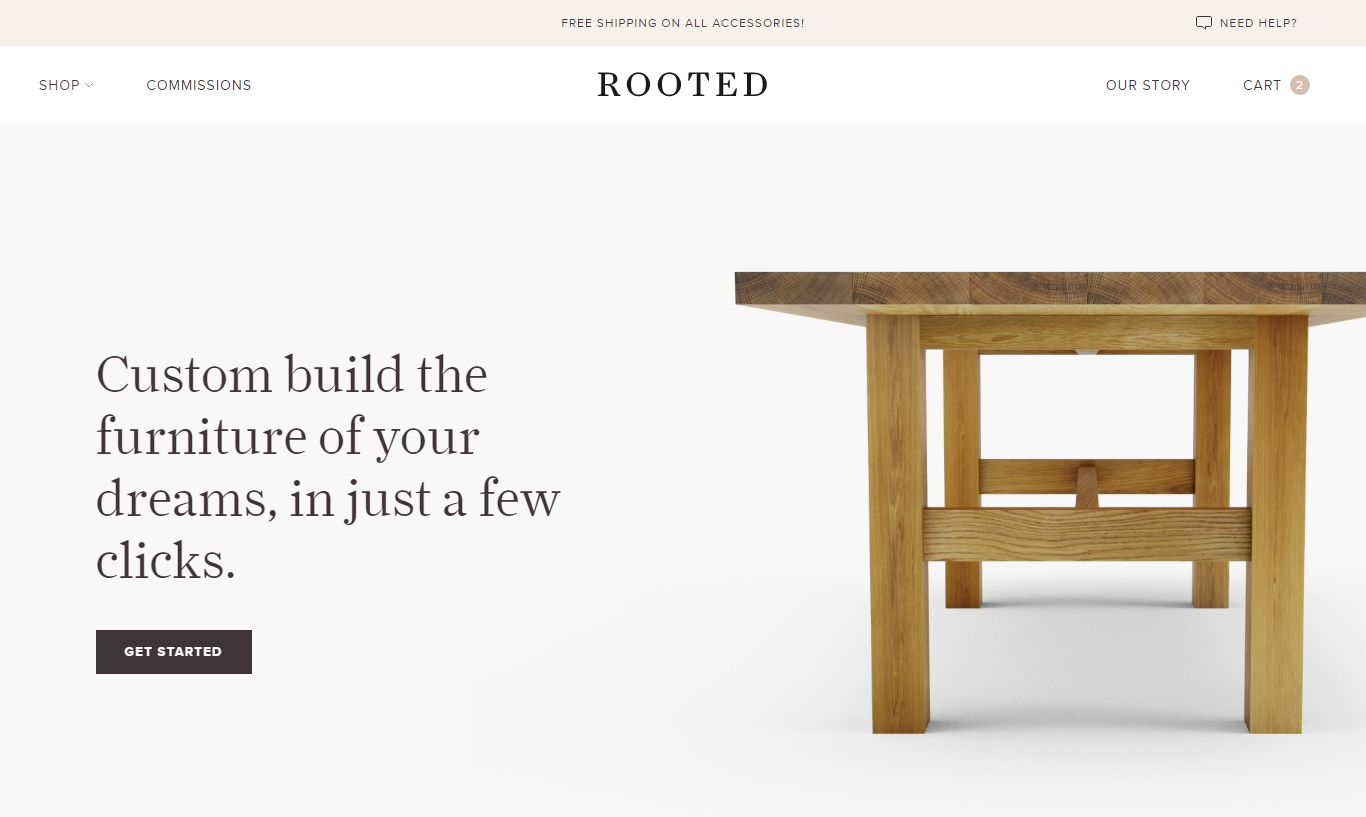 FREE SHIPPING ON ALL ACCESSORIES!
NEED HELP?
SHOP
COMMISSIONS
ROOTED
OUR STORY
CART 2
Custom build the
furniture of your
dreams, in just a few
clicks.
GET STARTED